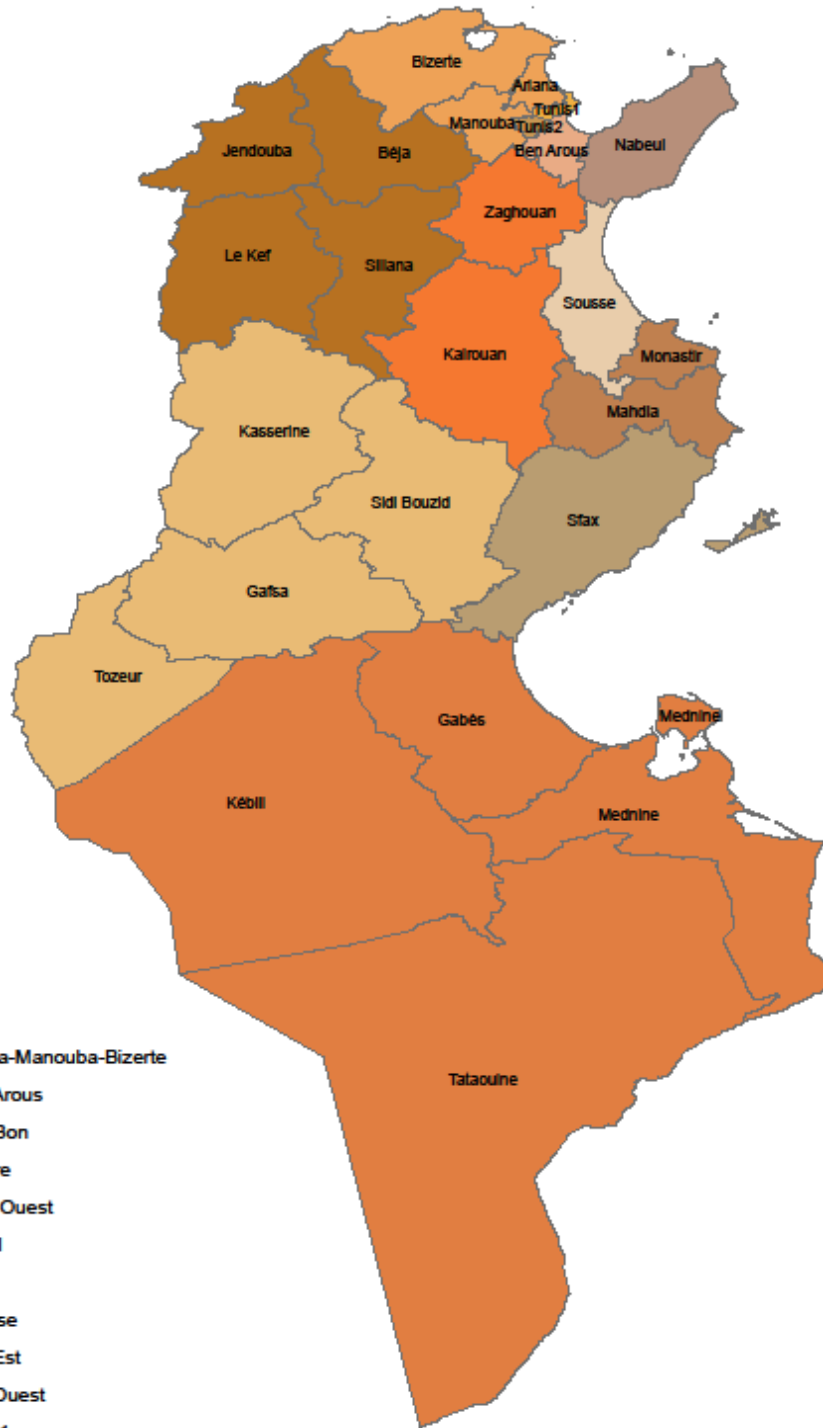 Bizerte
Ariana
Tunis1
Manouba
Tunis2
Ben Arous
Nabeul
Jendouba
Béja
Zaghouan
Le Kef
Siliana
Sousse
Kairouan
Monastir
Mahdia
Kasserine
Sidi Bouzid
Sfax
Gafsa
Tozeur
Gabès
Mednine
Kébili
Mednine
Tataouine
a-Manouba-Bizerte
Arous
Bon
Ouest
Est
Ouest